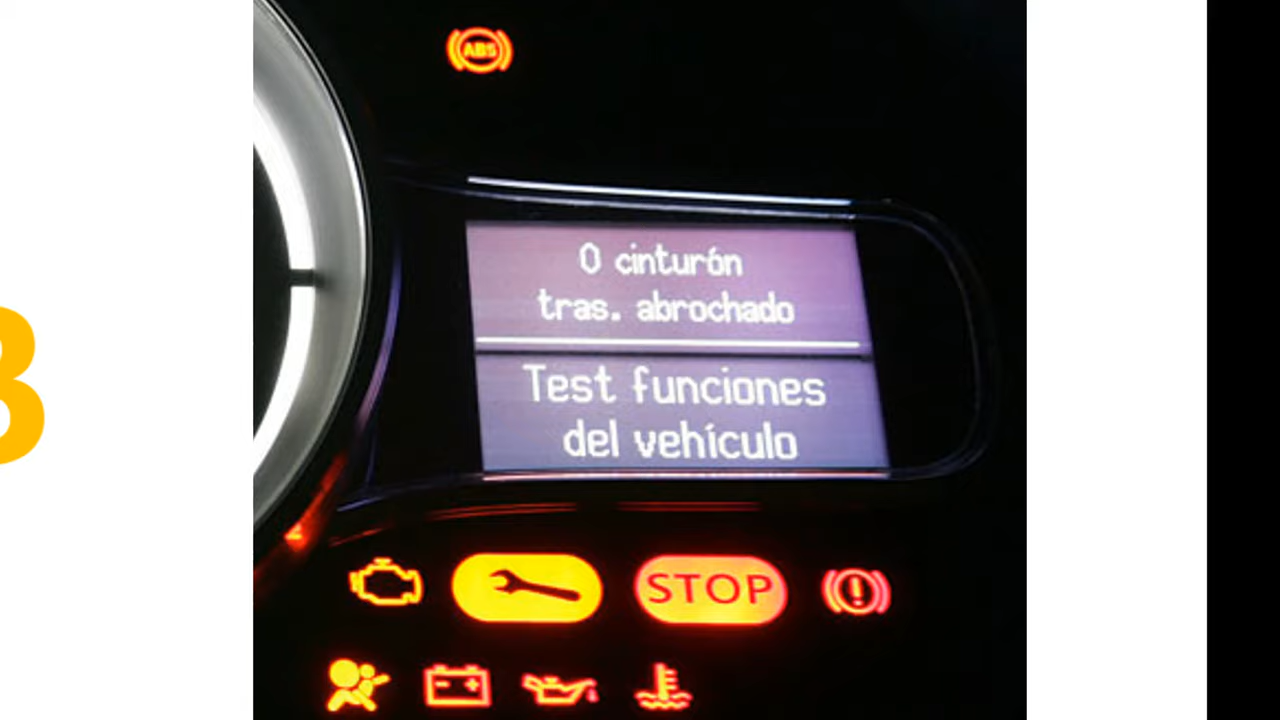 ABS
0 cinturón
tras. abrochado
Test funciones
del vehículo
STOP